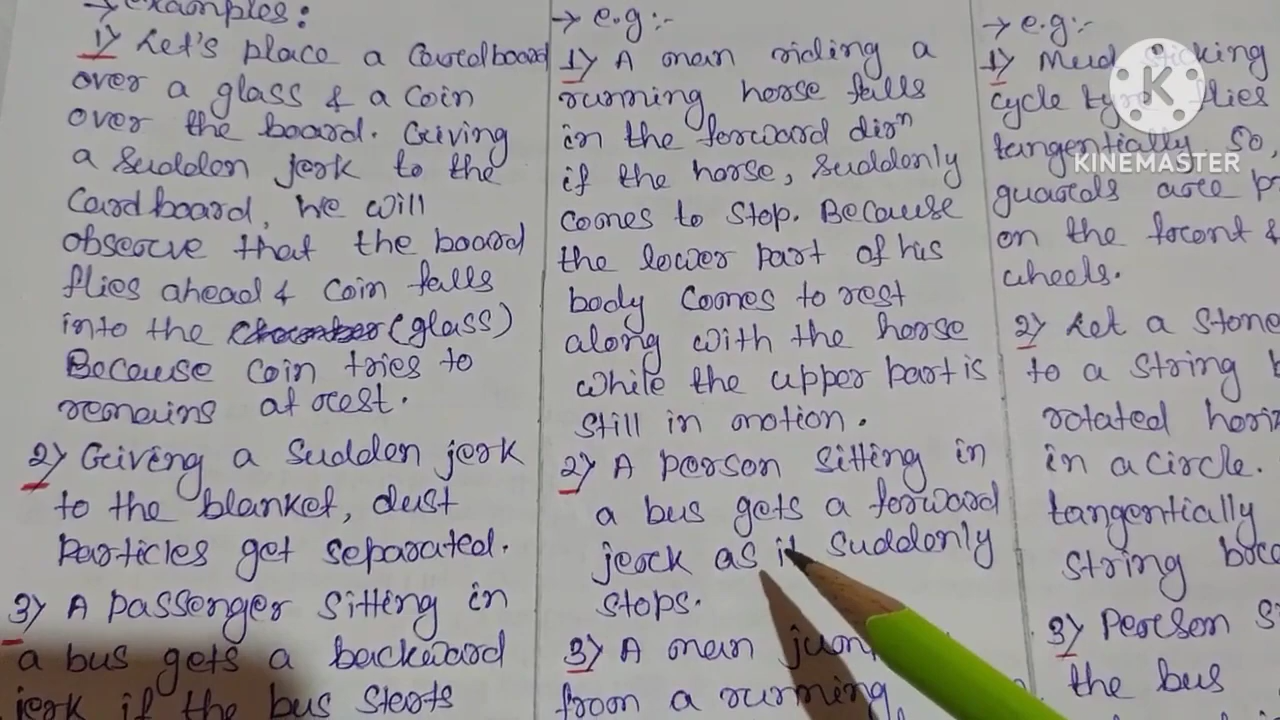 → examples:
1) Let's place a Cardboard
over a glass & a coin
over the board. Giving
a sudden jerk to the
Cardboard, we will
observe that the board
flies ahead & coin falls
into the (glass)
Because coin tries to
remains at rest.
2) Giving a sudden jerk
to the blanket, dust
particles get separated.
3) A passenger sitting in
a bus gets a backward
jerk if the bus starts
→ e.g:-
1) A man riding a
running horse falls
in the forward dirⁿ
if the horse, suddenly
comes to stop. Because
the lower part of his
body comes to rest
along with the horse
while the upper part is
still in motion.
2) A person sitting in
a bus gets a forward
jerk as it suddenly
stops.
3) A man
from a running
→ e.g:-
1) Mud sticking
cycle tyre flies
tangentially. So,
guards are
on the front &
wheels.
2) Let a stone
to a string
rotated
in a circle.
tangentially
string
3) Person
the bus
K
KINEMASTER